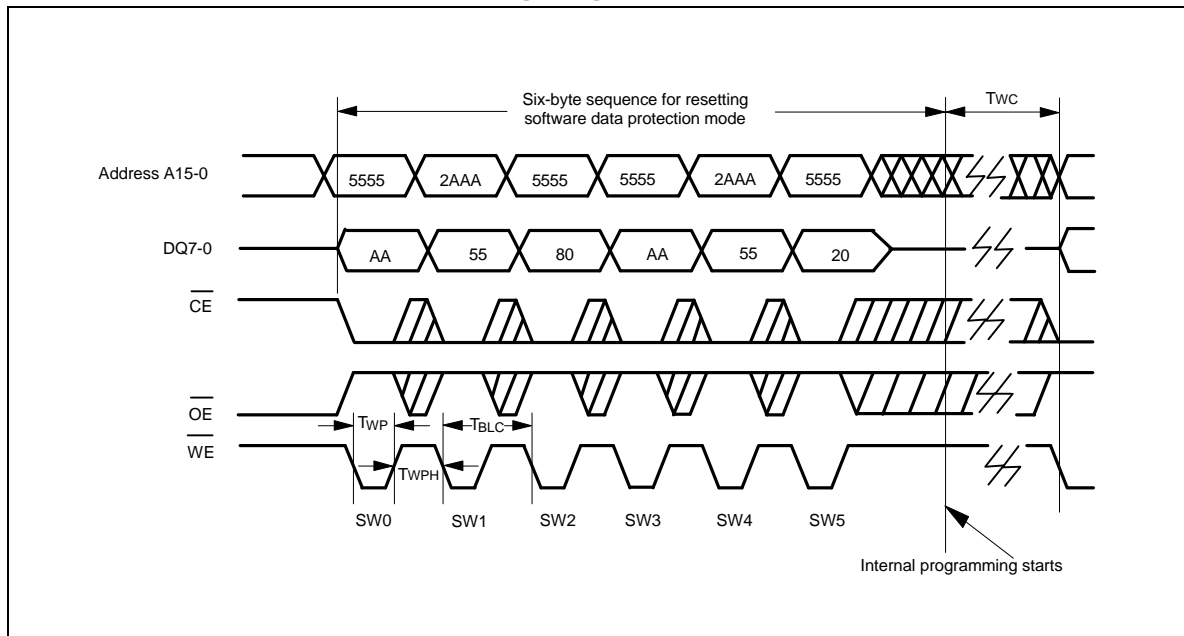 Six-byte sequence for resetting
software data protection mode
TWC
Address A15-0
5555 2AAA 5555 5555 2AAA 5555
DQ7-0
AA 55 80 AA 55 20
CE
OE
TWP
TBLC
WE
TWPH
SW0 SW1 SW2 SW3 SW4 SW5
Internal programming starts